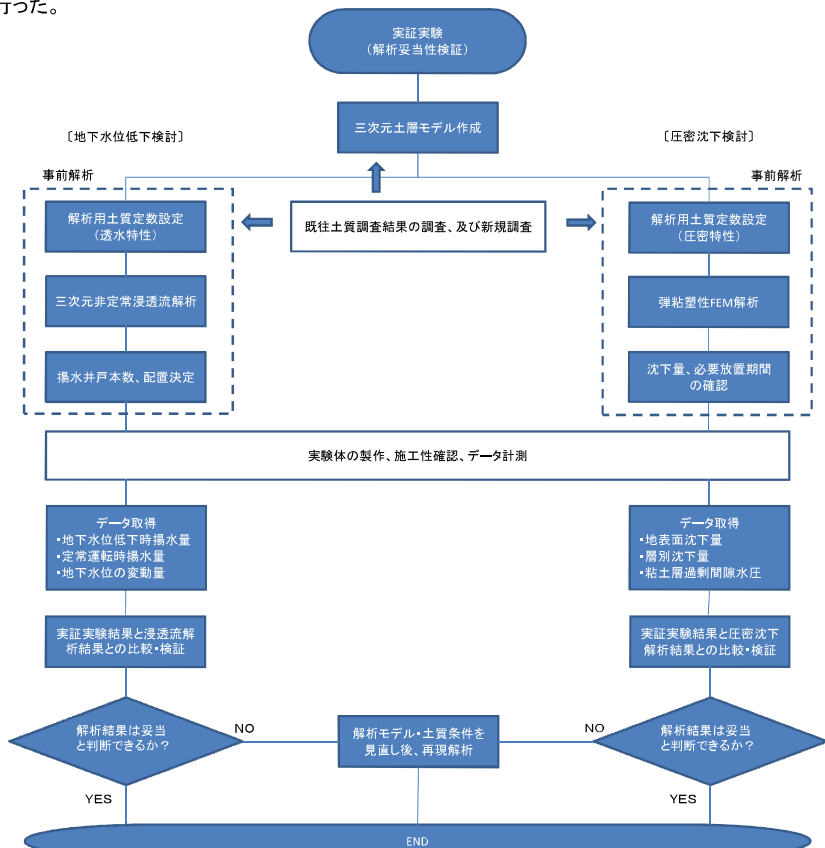 行った。
実証実験
（解析妥当性検証）
三次元土層モデル作成
〔地下水位低下検討〕
〔圧密沈下検討〕
事前解析
事前解析
解析用土質定数設定
（透水特性）
既往土質調査結果の調査、及び新規調査
解析用土質定数設定
（圧密特性）
三次元非定常浸透流解析
弾粘塑性FEM解析
揚水井戸本数、配置決定
沈下量、必要放置期間
の確認
実験体の製作、施工性確認、データ計測
データ取得
・地下水位低下時揚水量
・定常運転時揚水量
・地下水位の変動量
データ取得
・地表面沈下量
・層別沈下量
・粘土層過剰間隙水圧
実証実験結果と浸透流解
析結果との比較・検証
実証実験結果と圧密沈下
解析結果との比較・検証
解析結果は妥当
と判断できるか？
NO
解析モデル・土質条件を
見直し後、再現解析
NO
解析結果は妥当
と判断できるか？
YES
YES
END